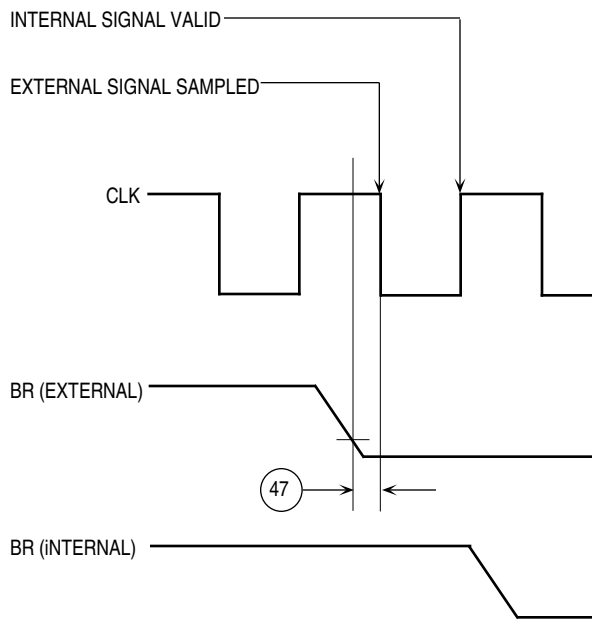 INTERNAL SIGNAL VALID
EXTERNAL SIGNAL SAMPLED
CLK
BR (EXTERNAL)
47
BR (iNTERNAL)